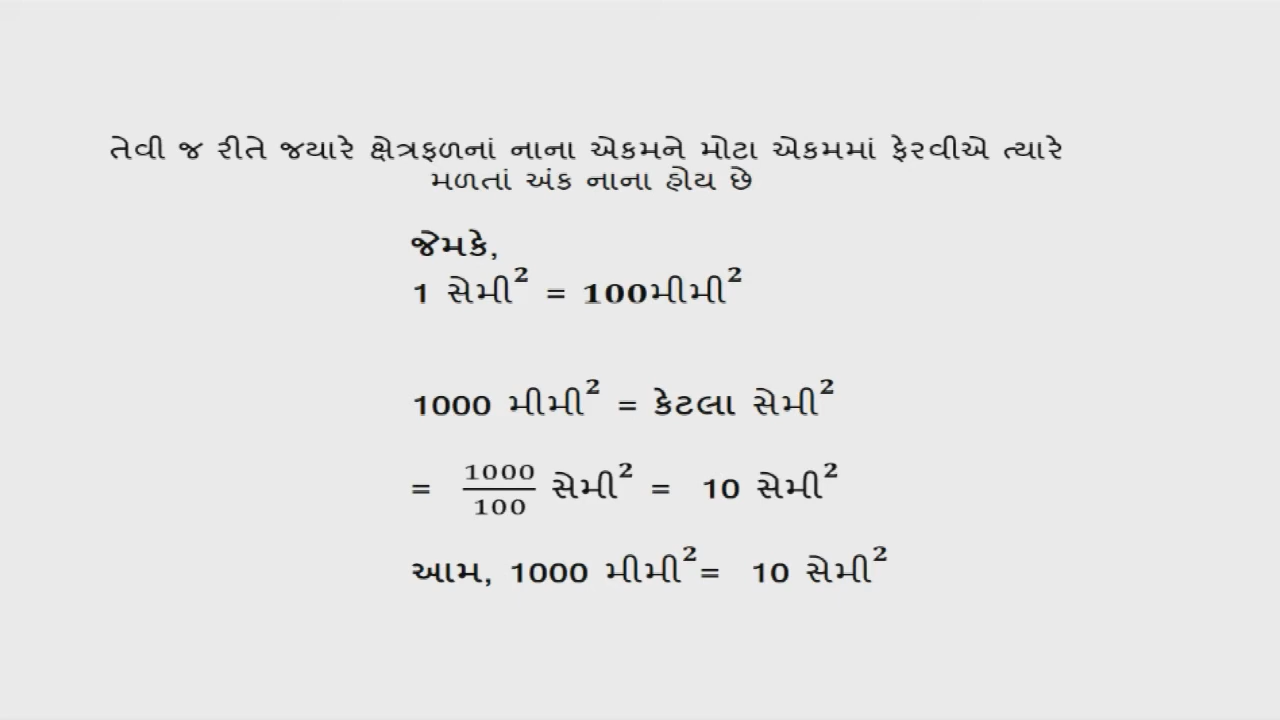 તેવી જ રીતે જયારે ક્ષેત્રફળનાં નાના એકમને મોટા એકમમાં ફેરવીએ ત્યારે
મળતાં અંક નાના હોય છે
જેમકે,
1 સેમી² = 100મીમી²
1000 મીમી² = કેટલા સેમી²
= 1000/100 સેમી² = 10 સેમી²
આમ, 1000 મીમી²= 10 સેમી²